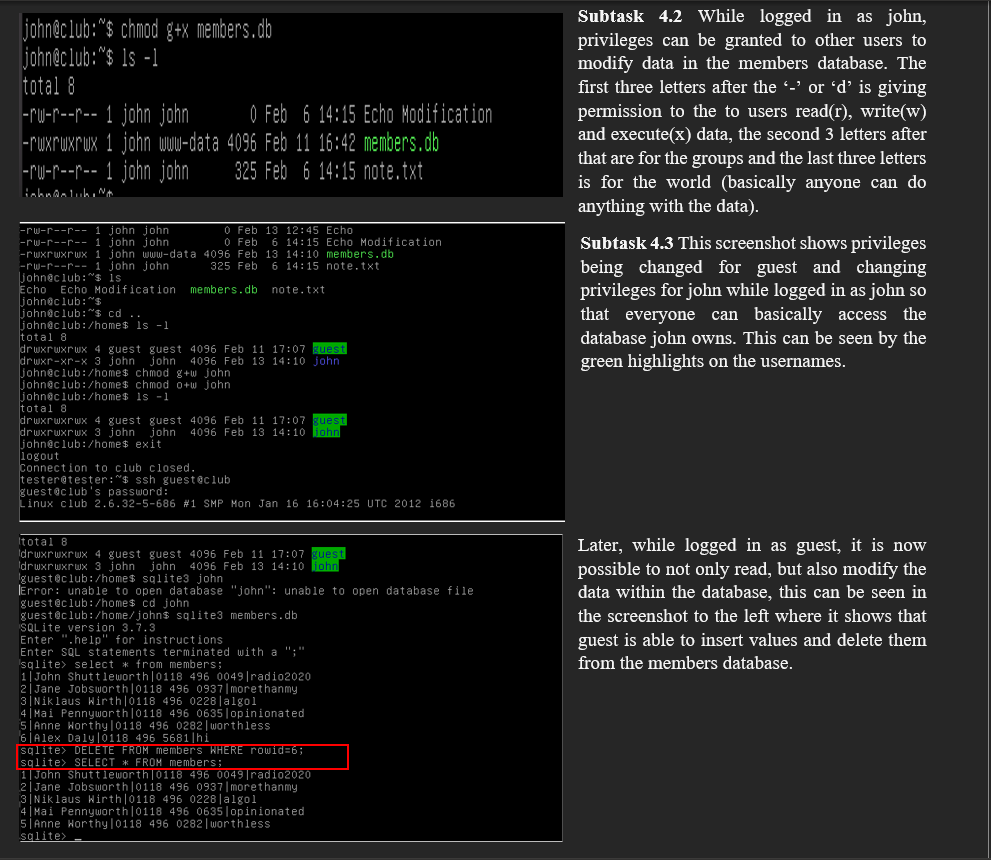 john@club:~$ chmod g+x members.db
john@club:~$ ls -l
total 8
-rw-r--r-- 1 john john 0 Feb 6 14:15 Echo Modification
-rwxrwxrwx 1 john www-data 4096 Feb 11 16:42 members.db
-rw-r--r-- 1 john john 325 Feb 6 14:15 note.txt
Subtask 4.2 While logged in as john,
privileges can be granted to other users to
modify data in the members database. The
first three letters after the ‘-’ or ‘d’ is giving
permission to the to users read(r), write(w)
and execute(x) data, the second 3 letters after
that are for the groups and the last three letters
is for the world (basically anyone can do
anything with the data).
-rw-r--r-- 1 john john 0 Feb 13 12:45 Echo
-rw-r--r-- 1 john john 0 Feb 6 14:15 Echo Modification
-rwxrwxrwx 1 john www-data 4096 Feb 13 14:10 members.db
-rw-r--r-- 1 john john 325 Feb 6 14:15 note.txt
john@club:~$ ls
Echo Echo Modification members.db note.txt
john@club:~$
john@club:~$ cd ..
john@club:/home$ ls -l
total 8
drwxrwxrwx 4 guest guest 4096 Feb 11 17:07 guest
drwxr-xr-x 3 john john 4096 Feb 13 14:10 john
john@club:/home$ chmod g+w john
john@club:/home$ chmod o+w john
john@club:/home$ ls -l
total 8
drwxrwxrwx 4 guest guest 4096 Feb 11 17:07 guest
drwxrwxrwx 3 john john 4096 Feb 13 14:10 john
john@club:/home$ exit
logout
Connection to club closed.
tester@tester:~$ ssh guest@club
guest@club's password:
Linux club 2.6.32-5-686 #1 SMP Mon Jan 16 16:04:25 UTC 2012 i686
Subtask 4.3 This screenshot shows privileges
being changed for guest and changing
privileges for john while logged in as john so
that everyone can basically access the
database john owns. This can be seen by the
green highlights on the usernames.
total 8
drwxrwxrwx 4 guest guest 4096 Feb 11 17:07 guest
drwxrwxrwx 3 john john 4096 Feb 13 14:10 john
guest@club:/home$ sqlite3 john
Error: unable to open database "john": unable to open database file
guest@club:/home$ cd john
guest@club:/home/john$ sqlite3 members.db
SQLite version 3.7.3
Enter ".help" for instructions
Enter SQL statements terminated with a ";"
sqlite> select * from members;
1|John Shuttleworth|0118 496 0049|radio2020
2|Jane Jobsworth|0118 496 0937|morethanmy
3|Niklaus Wirth|0118 496 0228|algol
4|Mai Pennyworth|0118 496 0635|opinionated
5|Anne Worthy|0118 496 0282|worthless
6|Alex Daly|0118 496 5681|hi
sqlite> DELETE FROM members WHERE rowid=6;
sqlite> SELECT * FROM members;
1|John Shuttleworth|0118 496 0049|radio2020
2|Jane Jobsworth|0118 496 0937|morethanmy
3|Niklaus Wirth|0118 496 0228|algol
4|Mai Pennyworth|0118 496 0635|opinionated
5|Anne Worthy|0118 496 0282|worthless
sqlite> _
Later, while logged in as guest, it is now
possible to not only read, but also modify the
data within the database, this can be seen in
the screenshot to the left where it shows that
guest is able to insert values and delete them
from the members database.